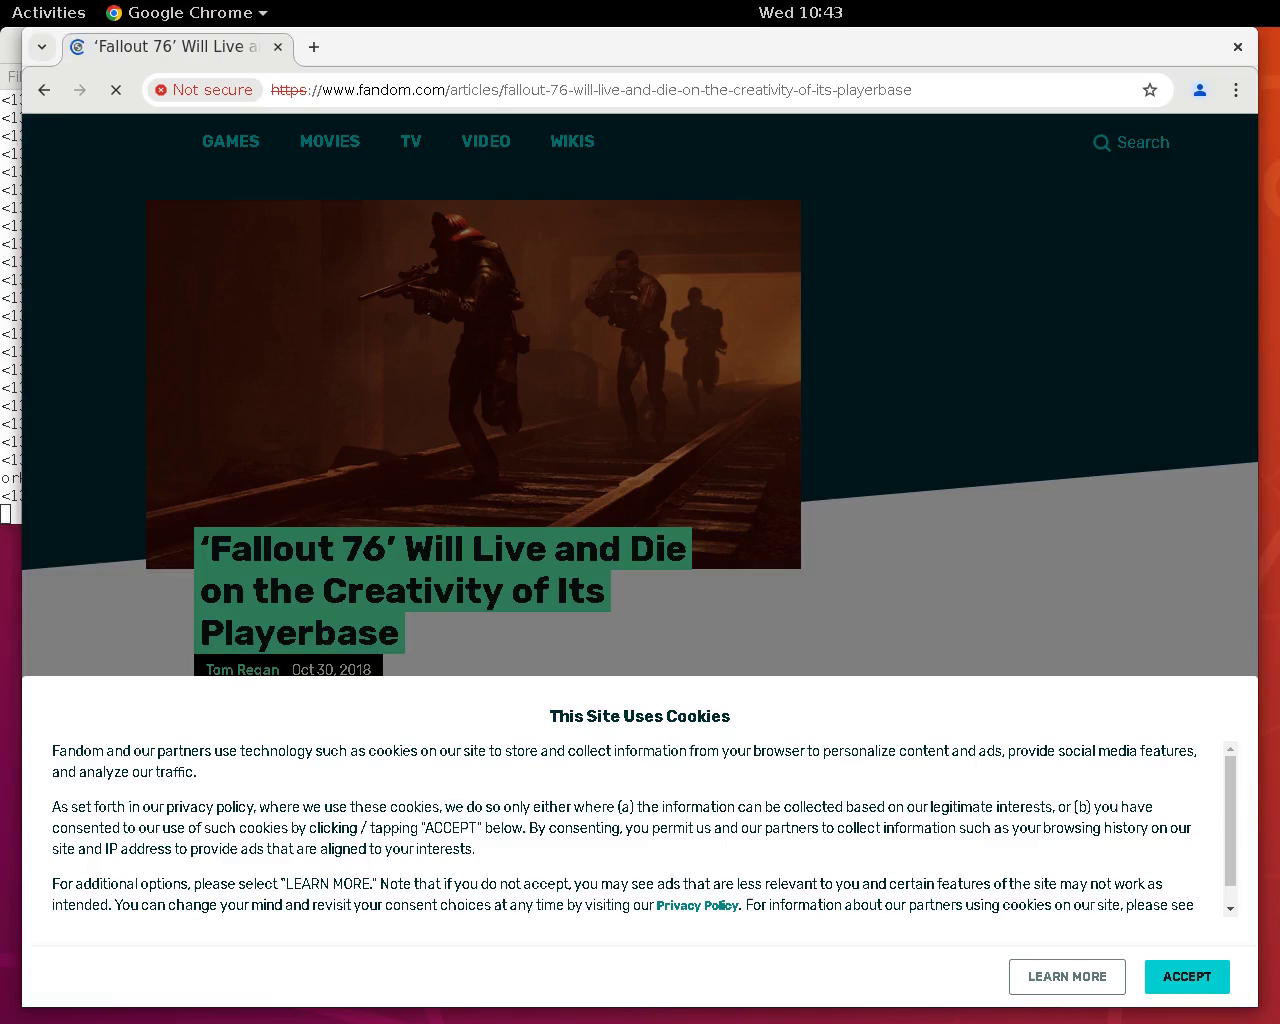 Activities
Google Chrome
Wed 10:43
‘Fallout 76’ Will Live a
Not secure
https://www.fandom.com/articles/fallout-76-will-live-and-die-on-the-creativity-of-its-playerbase
GAMES MOVIES TV VIDEO WIKIS
Search
‘Fallout 76’ Will Live and Die
on the Creativity of Its
Playerbase
Tom Regan Oct 30, 2018
This Site Uses Cookies
Fandom and our partners use technology such as cookies on our site to store and collect information from your browser to personalize content and ads, provide social media features,
and analyze our traffic.
As set forth in our privacy policy, where we use these cookies, we do so only either where (a) the information can be collected based on our legitimate interests, or (b) you have
consented to our use of such cookies by clicking / tapping "ACCEPT" below. By consenting, you permit us and our partners to collect information such as your browsing history on our
site and IP address to provide ads that are aligned to your interests.
For additional options, please select "LEARN MORE." Note that if you do not accept, you may see ads that are less relevant to you and certain features of the site may not work as
intended. You can change your mind and revisit your consent choices at any time by visiting our Privacy Policy. For information about our partners using cookies on our site, please see
LEARN MORE
ACCEPT